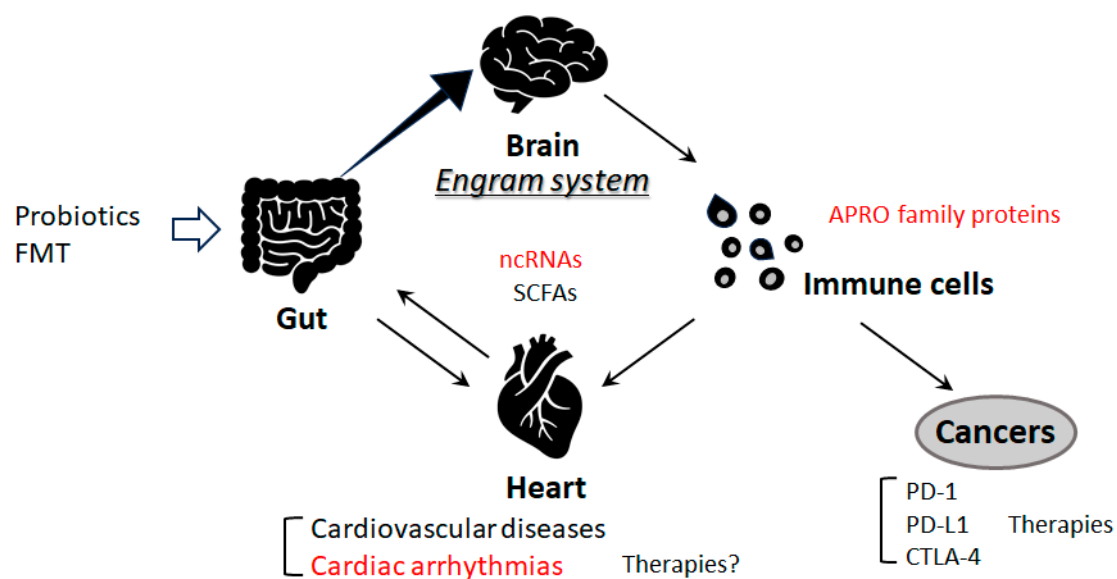 Brain
Engram system
Probiotics
FMT
APRO family proteins
ncRNAs
SCFAs
Immune cells
Gut
Cancers
Heart
PD-1
Cardiovascular diseases
PD-L1 Therapies
Cardiac arrhythmias Therapies?
CTLA-4